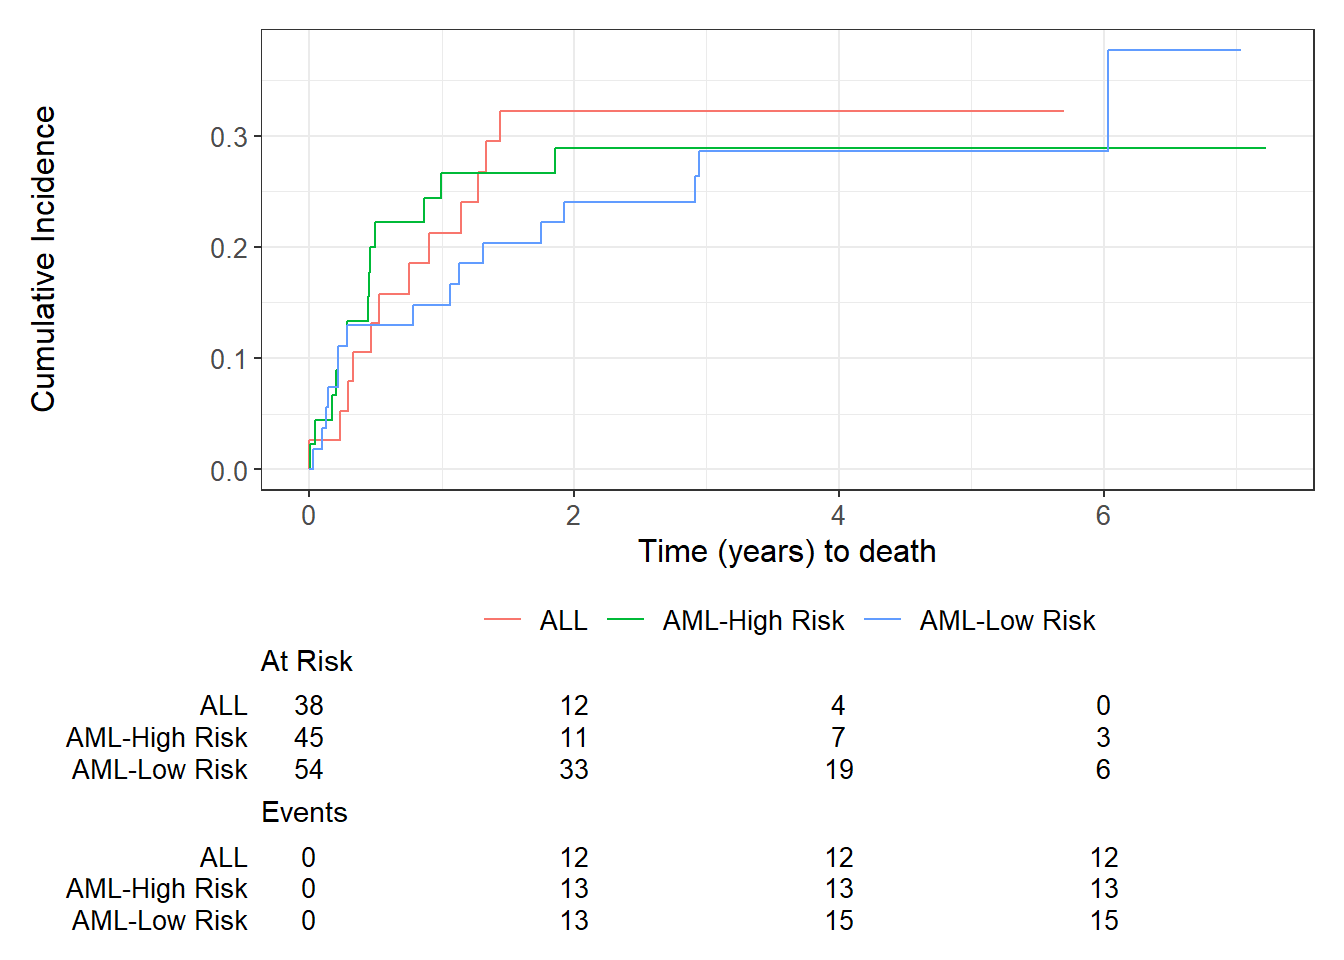 Cumulative Incidence
0.3
0.2
0.1
0.0
0 2 4 6
Time (years) to death
ALL AML-High Risk AML-Low Risk
At Risk
ALL 38 12 4 0
AML-High Risk 45 11 7 3
AML-Low Risk 54 33 19 6
Events
ALL 0 12 12 12
AML-High Risk 0 13 13 13
AML-Low Risk 0 13 15 15